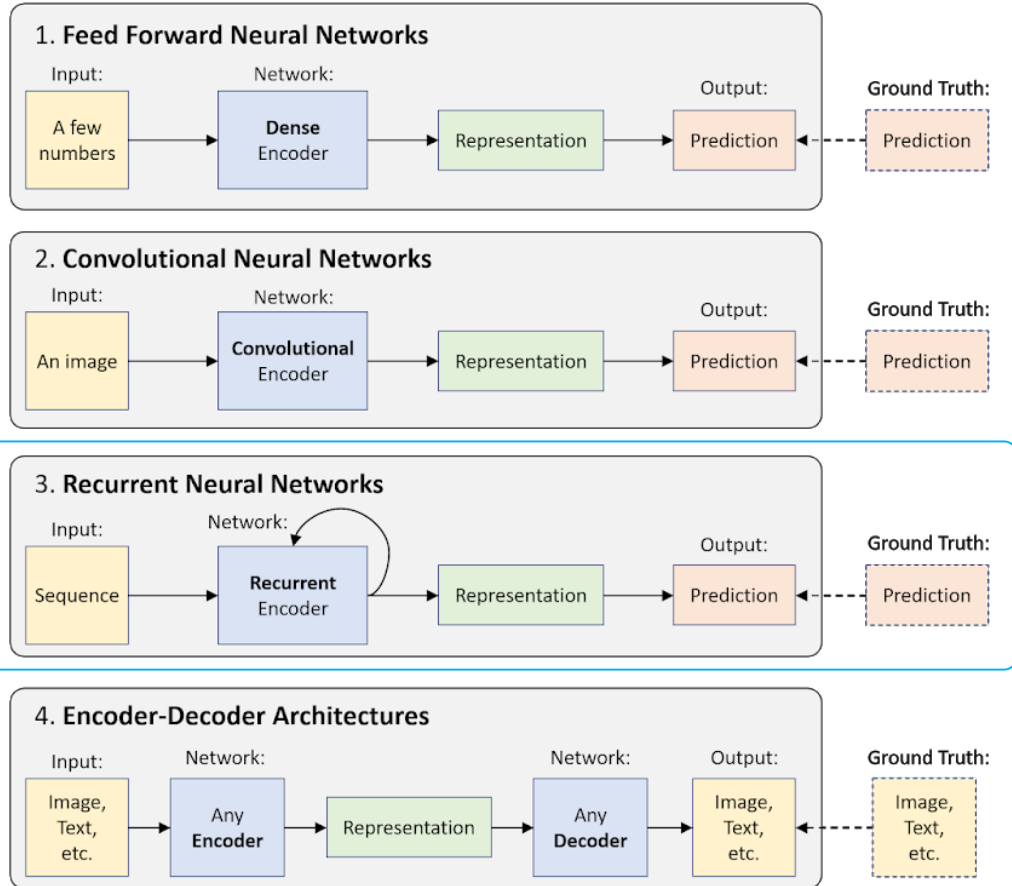 1. Feed Forward Neural Networks
Input:
Network:
Output:
Ground Truth:
A few
numbers
Dense
Encoder
Representation
Prediction
Prediction
2. Convolutional Neural Networks
Input:
Network:
Output:
Ground Truth:
An image
Convolutional
Encoder
Representation
Prediction
Prediction
3. Recurrent Neural Networks
Input:
Network:
Output:
Ground Truth:
Sequence
Recurrent
Encoder
Representation
Prediction
Prediction
4. Encoder-Decoder Architectures
Input:
Network:
Network:
Output:
Ground Truth:
Image,
Text,
etc.
Any
Encoder
Representation
Any
Decoder
Image,
Text,
etc.
Image,
Text,
etc.